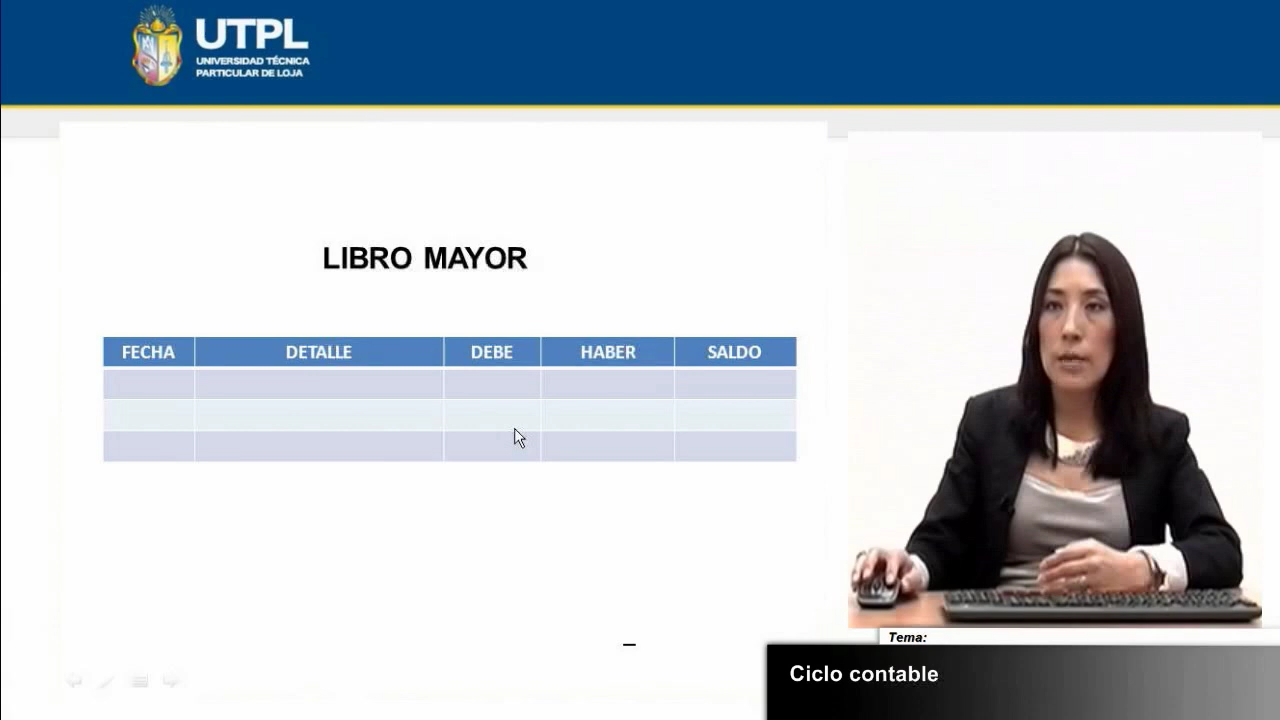 UTPL
UNIVERSIDAD TÉCNICA
PARTICULAR DE LOJA
LIBRO MAYOR
FECHA DETALLE DEBE HABER SALDO
Tema:
Ciclo contable